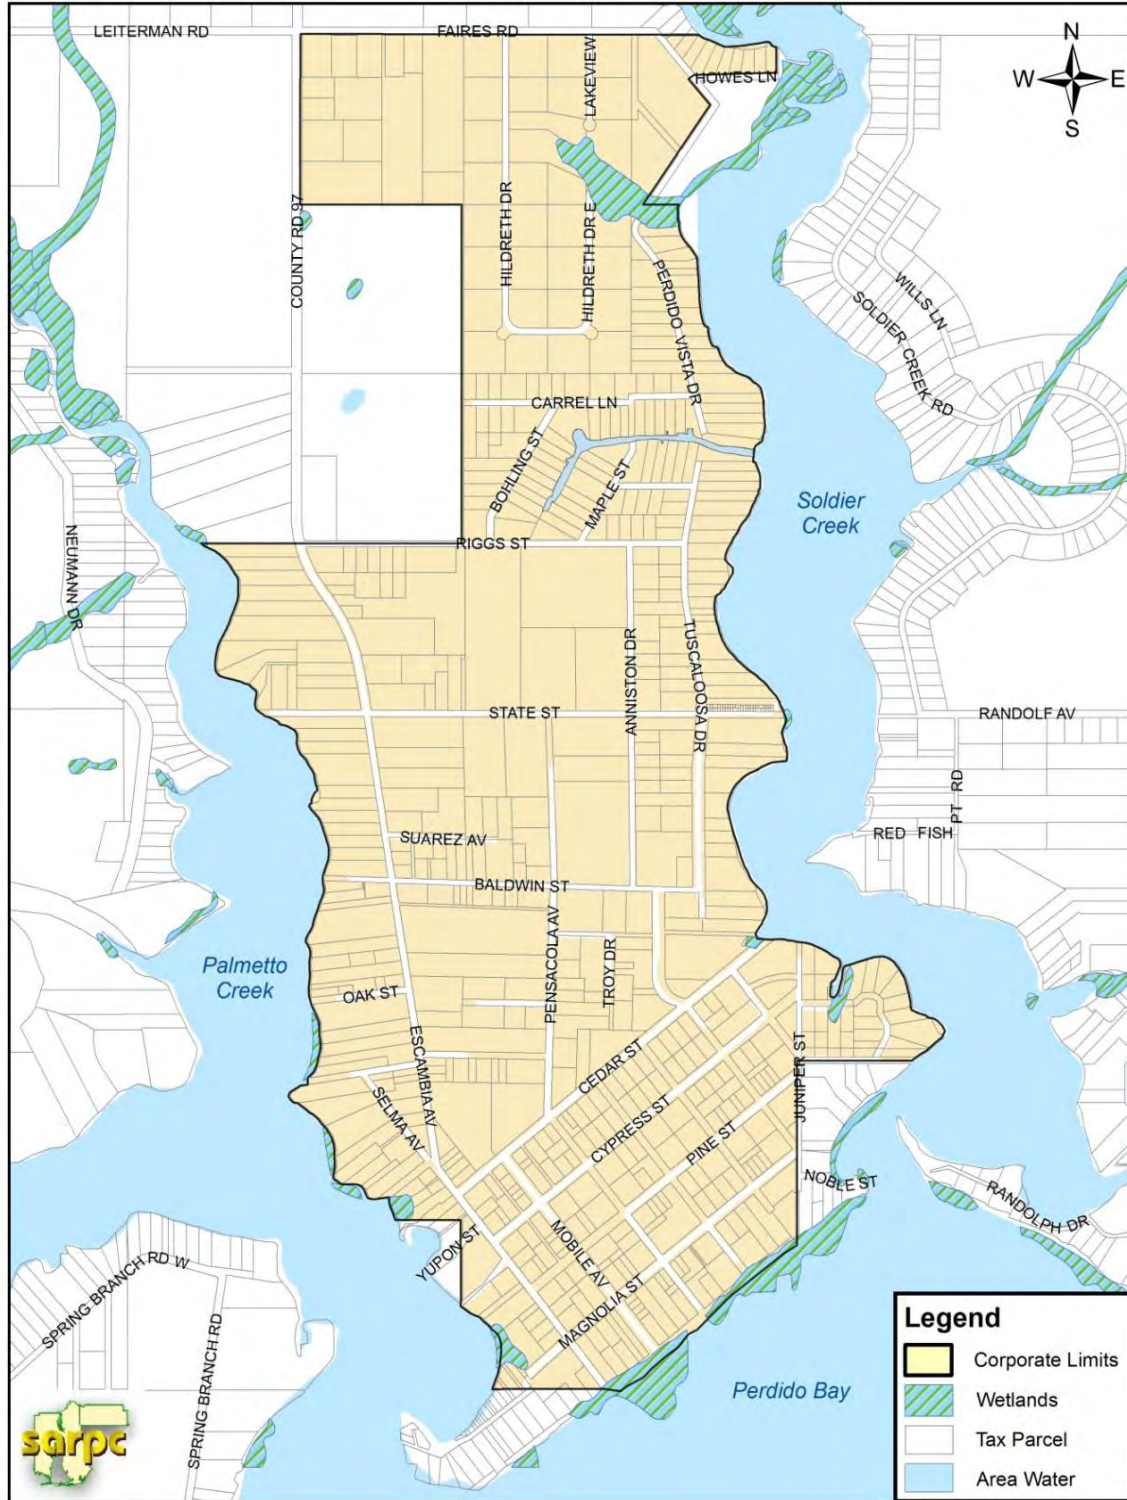 LEITERMAN RD
FAIRES RD
N
W
E
S
LAKEVIEW
HOWES LN
COUNTY RD 97
HILDRETH DR
HILDRETH DR E
PERDIDO VISTA DR
WILLS LN
SOLDIER CREEK RD
CARREL LN
BOHLING ST
MAPLE ST
Soldier
Creek
RIGGS ST
NEUMANN DR
ANNISTON DR
TUSCALOOSA DR
STATE ST
RANDOLF AV
PT RD
RED FISH
SUAREZ AV
BALDWIN ST
PENSACOLA AV
TROY DR
Palmetto
Creek
OAK ST
ESCAMBIA AV
SELMA AV
CEDAR ST
CYPRESS ST
PINE ST
JUNIPER ST
NOBLE ST
RANDOLPH DR
YUPON ST
MOBILE AV
MAGNOLIA ST
SPRING BRANCH RD W
SPRING BRANCH RD
Perdido Bay
Legend
Corporate Limits
Wetlands
Tax Parcel
Area Water
sarpc